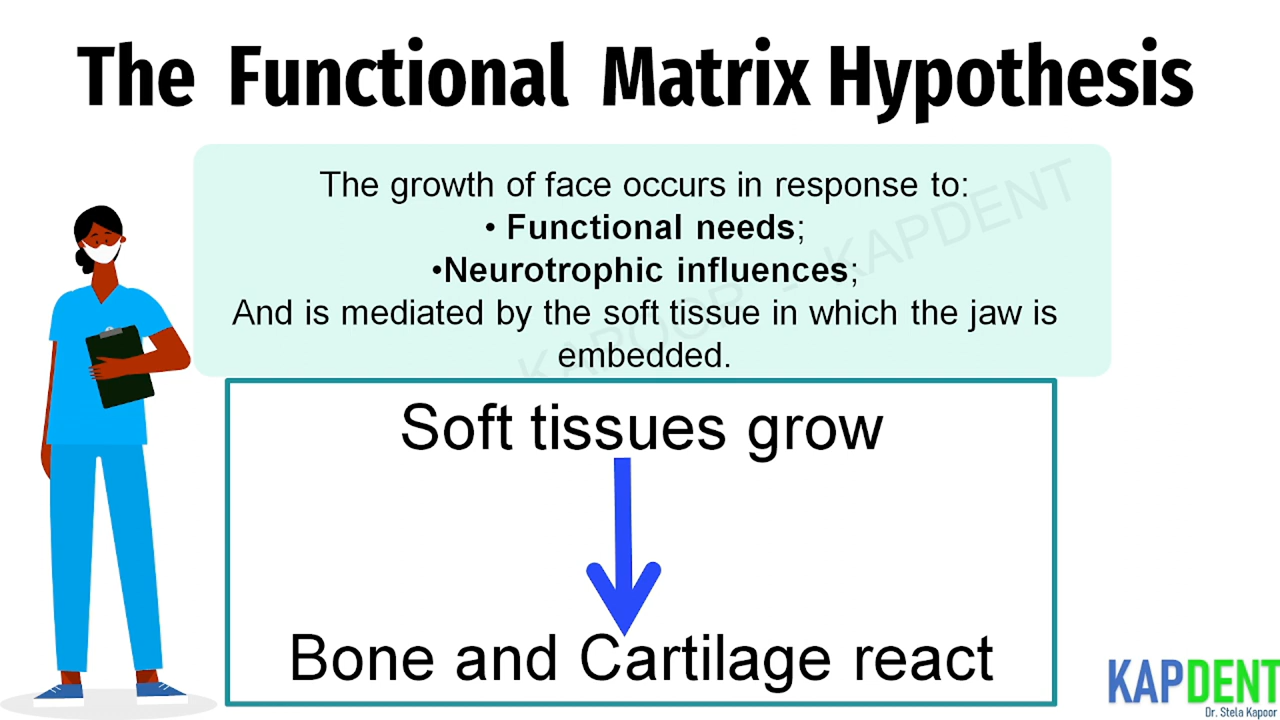 The Functional Matrix Hypothesis
The growth of face occurs in response to:
• Functional needs;
•Neurotrophic influences;
And is mediated by the soft tissue in which the jaw is
embedded.
KAPOOR _ KAPDENT
Soft tissues grow
Bone and Cartilage react
KAPDENT
Dr. Stela Kapoor